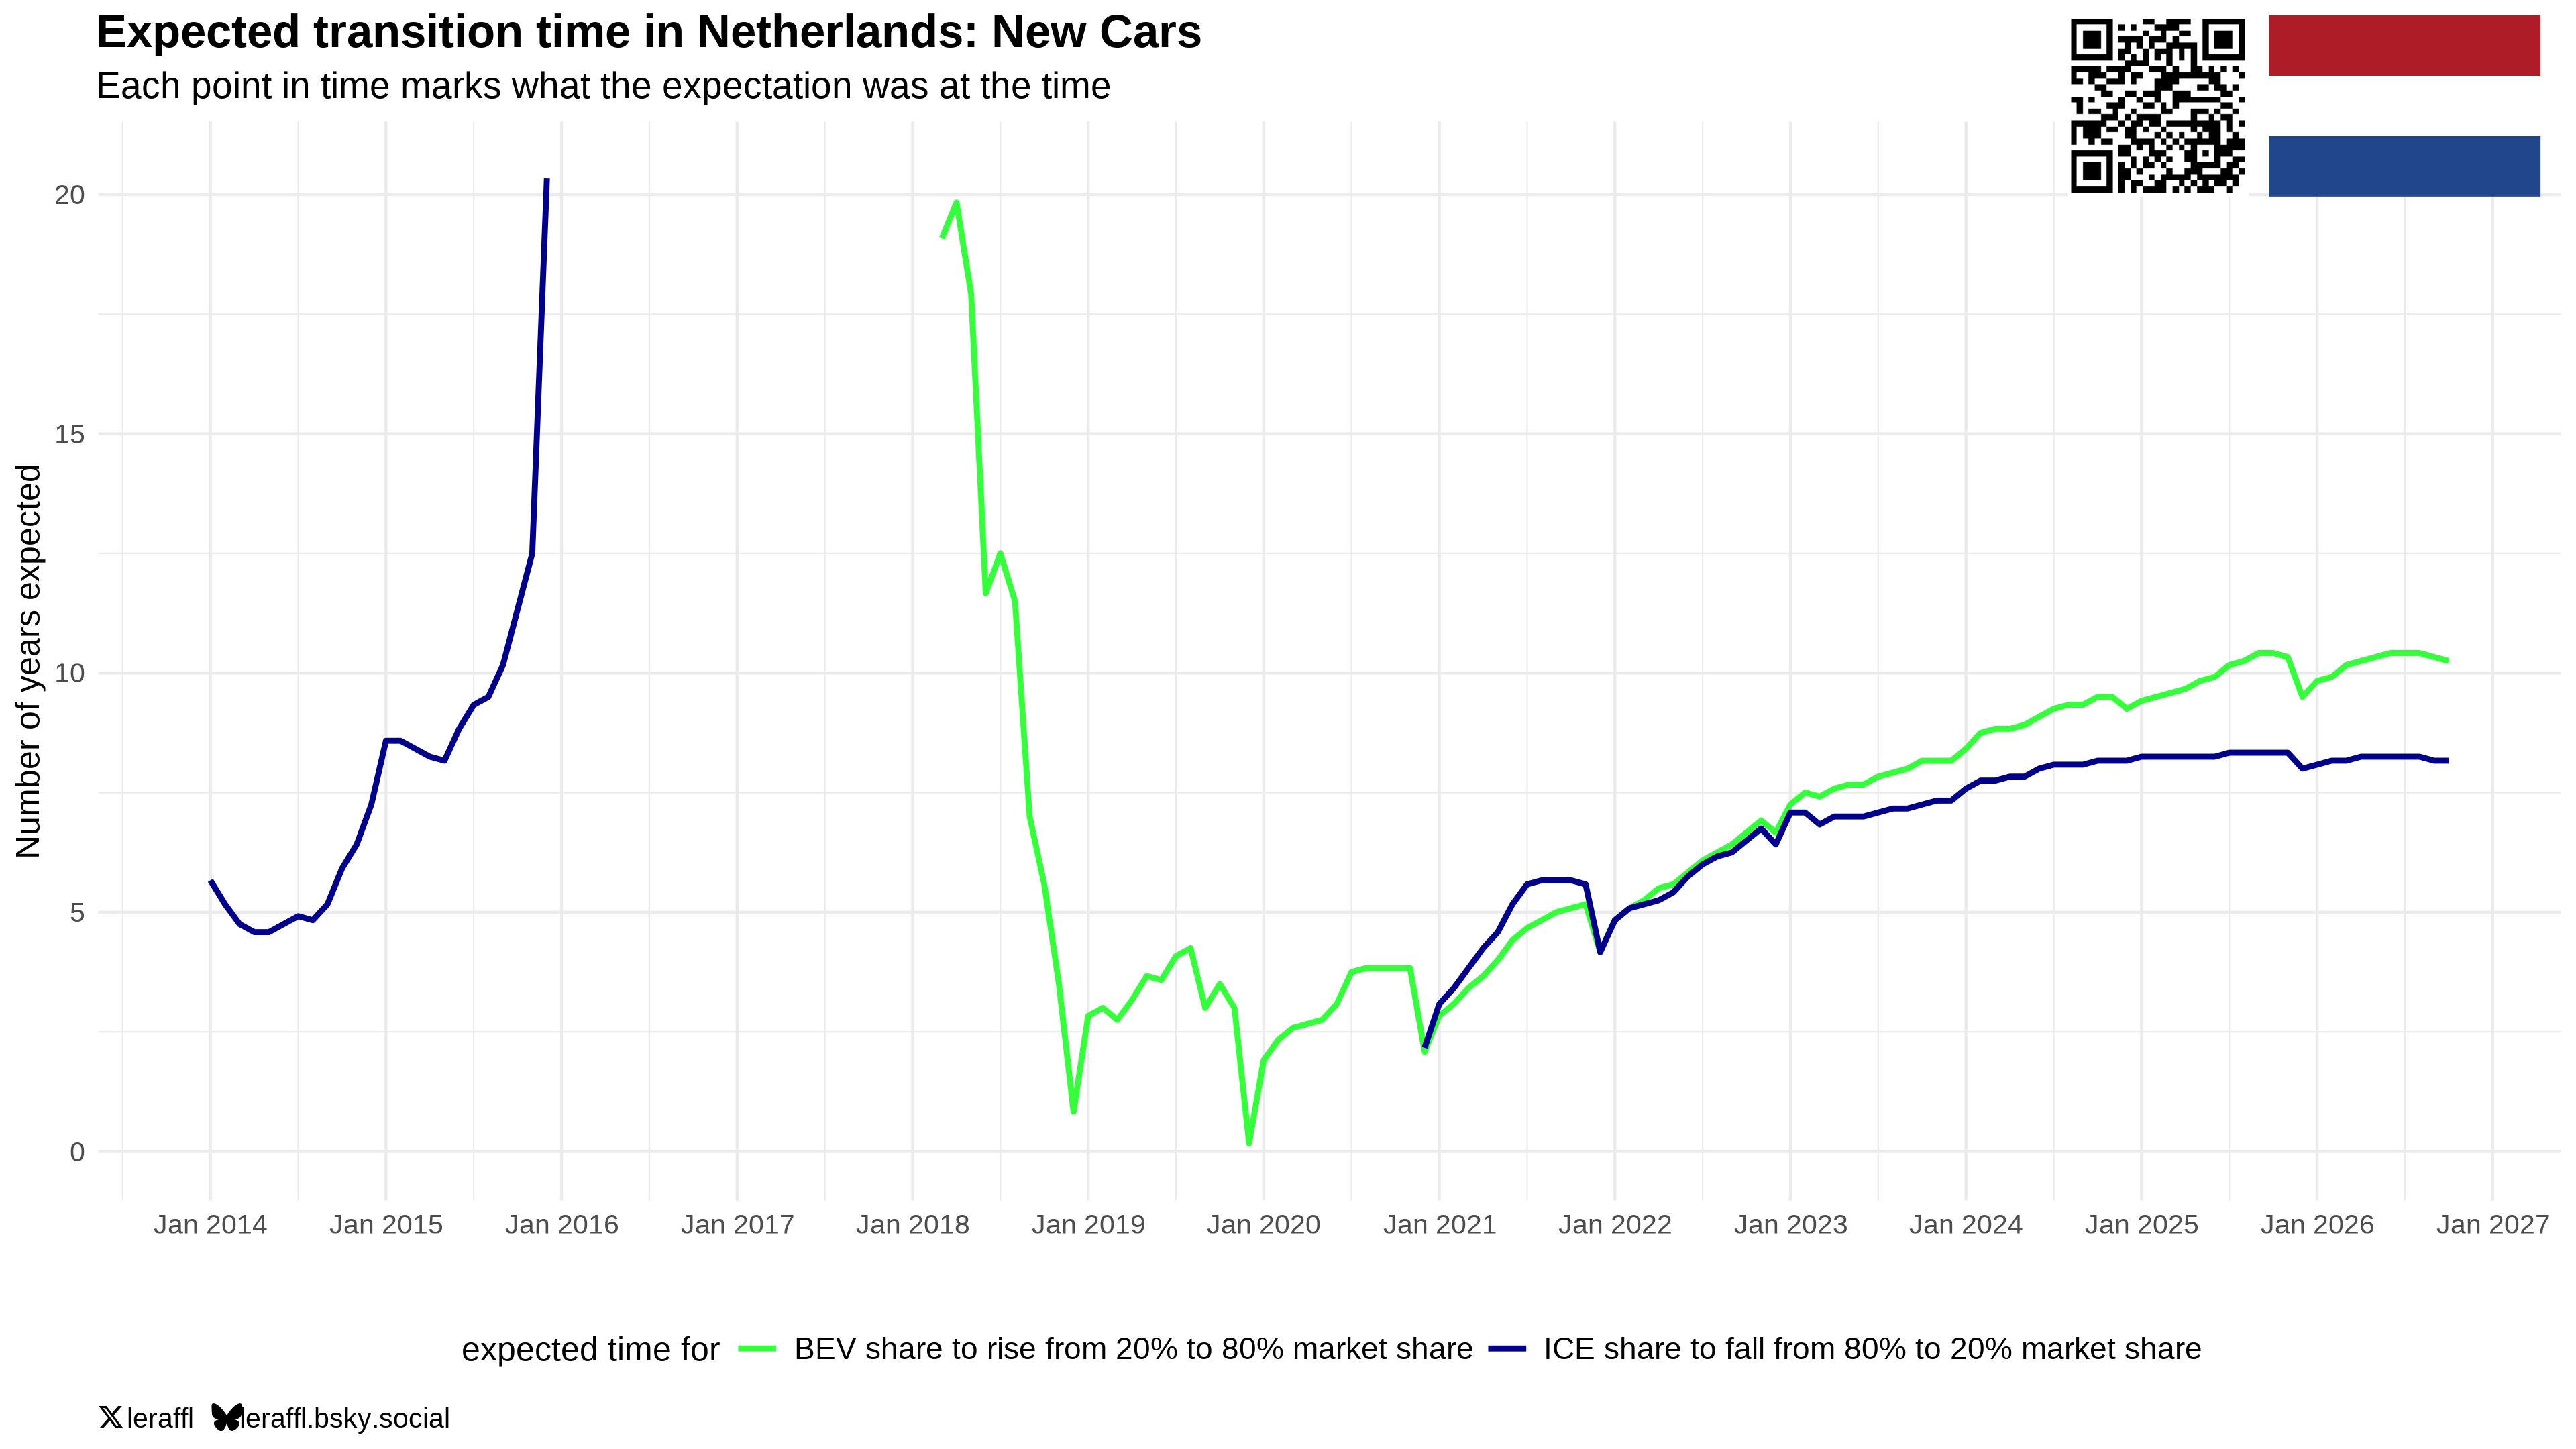 Expected transition time in Netherlands: New Cars
Each point in time marks what the expectation was at the time
Number of years expected
20
15
10
5
0
Jan 2014 Jan 2015 Jan 2016 Jan 2017 Jan 2018 Jan 2019 Jan 2020 Jan 2021 Jan 2022 Jan 2023 Jan 2024 Jan 2025 Jan 2026 Jan 2027
expected time for BEV share to rise from 20% to 80% market share ICE share to fall from 80% to 20% market share
leraffl leraffl.bsky.social